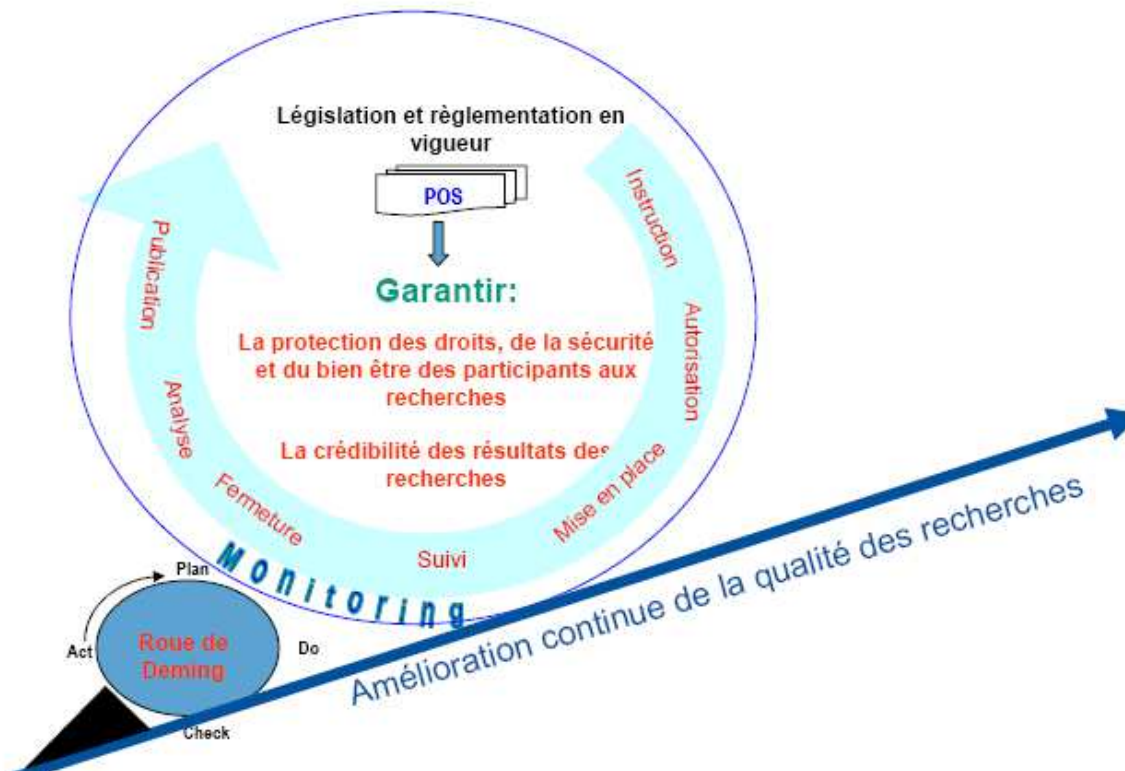 Législation et règlementation en
vigueur
POS
Garantir:
La protection des droits, de la sécurité
et du bien être des participants aux
recherches
La crédibilité des résultats des
recherches
Instruction
Autorisation
Mise en place
Suivi
Fermeture
Analyse
Publication
Monitoring
Plan
Do
Check
Act
Roue de
Deming
Amélioration continue de la qualité des recherches